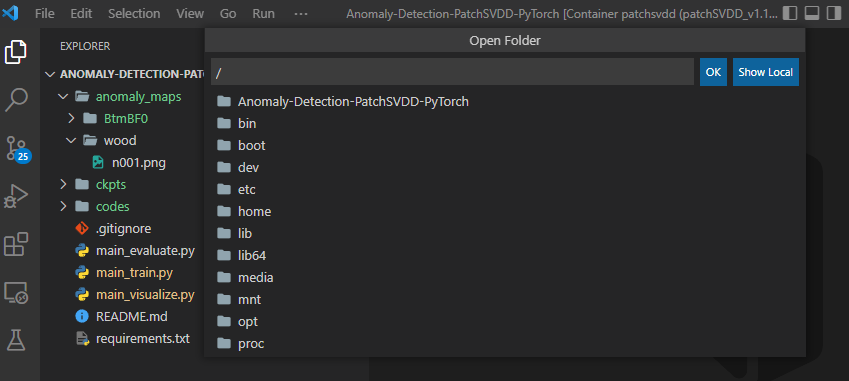 File Edit Selection View Go Run ··· Anomaly-Detection-PatchSVDD-PyTorch [Container patchsvdd (patchSVDD_v1.1...
EXPLORER
Open Folder
ANOMALY-DETECTION-PAT
/
OK
Show Local
anomaly_maps
BtmBF0
wood
n001.png
ckpts
codes
.gitignore
main_evaluate.py
main_train.py
main_visualize.py
README.md
requirements.txt
25
Anomaly-Detection-PatchSVDD-PyTorch
bin
boot
dev
etc
home
lib
lib64
media
mnt
opt
proc